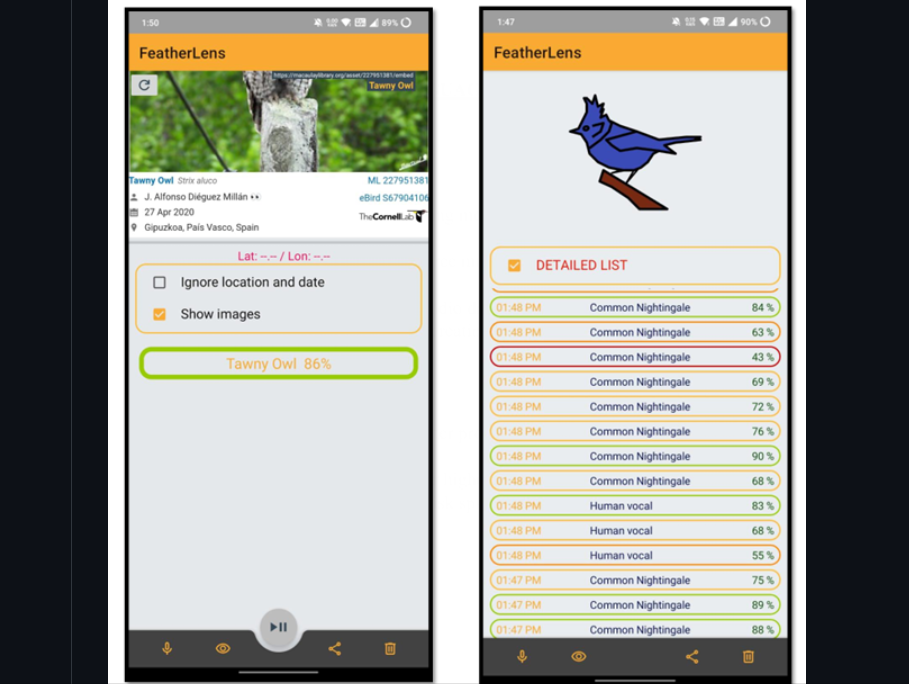 1:50
89%
FeatherLens
https://macaulaylibrary.org/asset/227951381/embed
Tawny Owl
Tawny Owl Strix aluco
ML 227951381
J. Alfonso Diéguez Millán 👀
eBird S67904106
27 Apr 2020
TheCornellLab
Gipuzkoa, País Vasco, Spain
Lat: --.-- / Lon: --.--
Ignore location and date
Show images
Tawny Owl 86%
1:47
90%
FeatherLens
DETAILED LIST
01:48 PM Common Nightingale 84 %
01:48 PM Common Nightingale 63 %
01:48 PM Common Nightingale 43 %
01:48 PM Common Nightingale 69 %
01:48 PM Common Nightingale 72 %
01:48 PM Common Nightingale 76 %
01:48 PM Common Nightingale 90 %
01:48 PM Common Nightingale 68 %
01:48 PM Human vocal 83 %
01:48 PM Human vocal 68 %
01:48 PM Human vocal 55 %
01:47 PM Common Nightingale 75 %
01:47 PM Common Nightingale 89 %
01:47 PM Common Nightingale 88 %